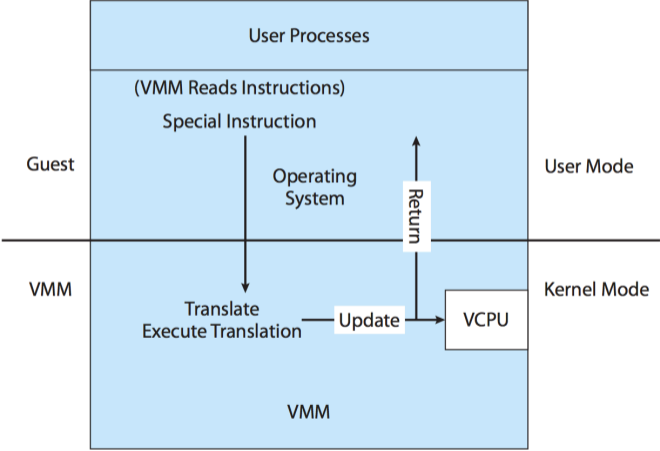 User Processes
(VMM Reads Instructions)
Special Instruction
Guest
User Mode
Operating
System
Return
VMM
Kernel Mode
Translate
Execute Translation
Update
VCPU
VMM